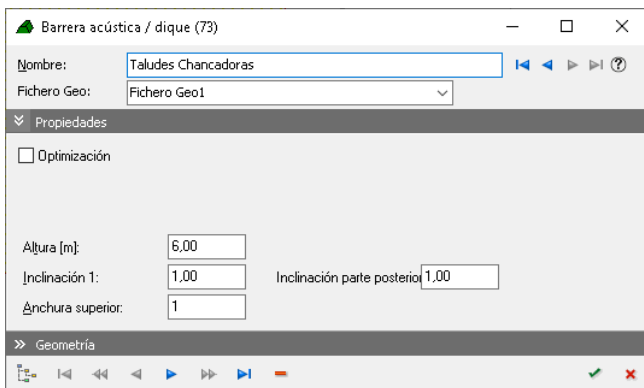 Barrera acústica / dique (73)
Nombre: Taludes Chancadoras
Fichero Geo: Fichero Geo1
Propiedades
Optimización
Altura [m]: 6,00
Inclinación 1: 1,00 Inclinación parte posterior 1,00
Anchura superior: 1
Geometría